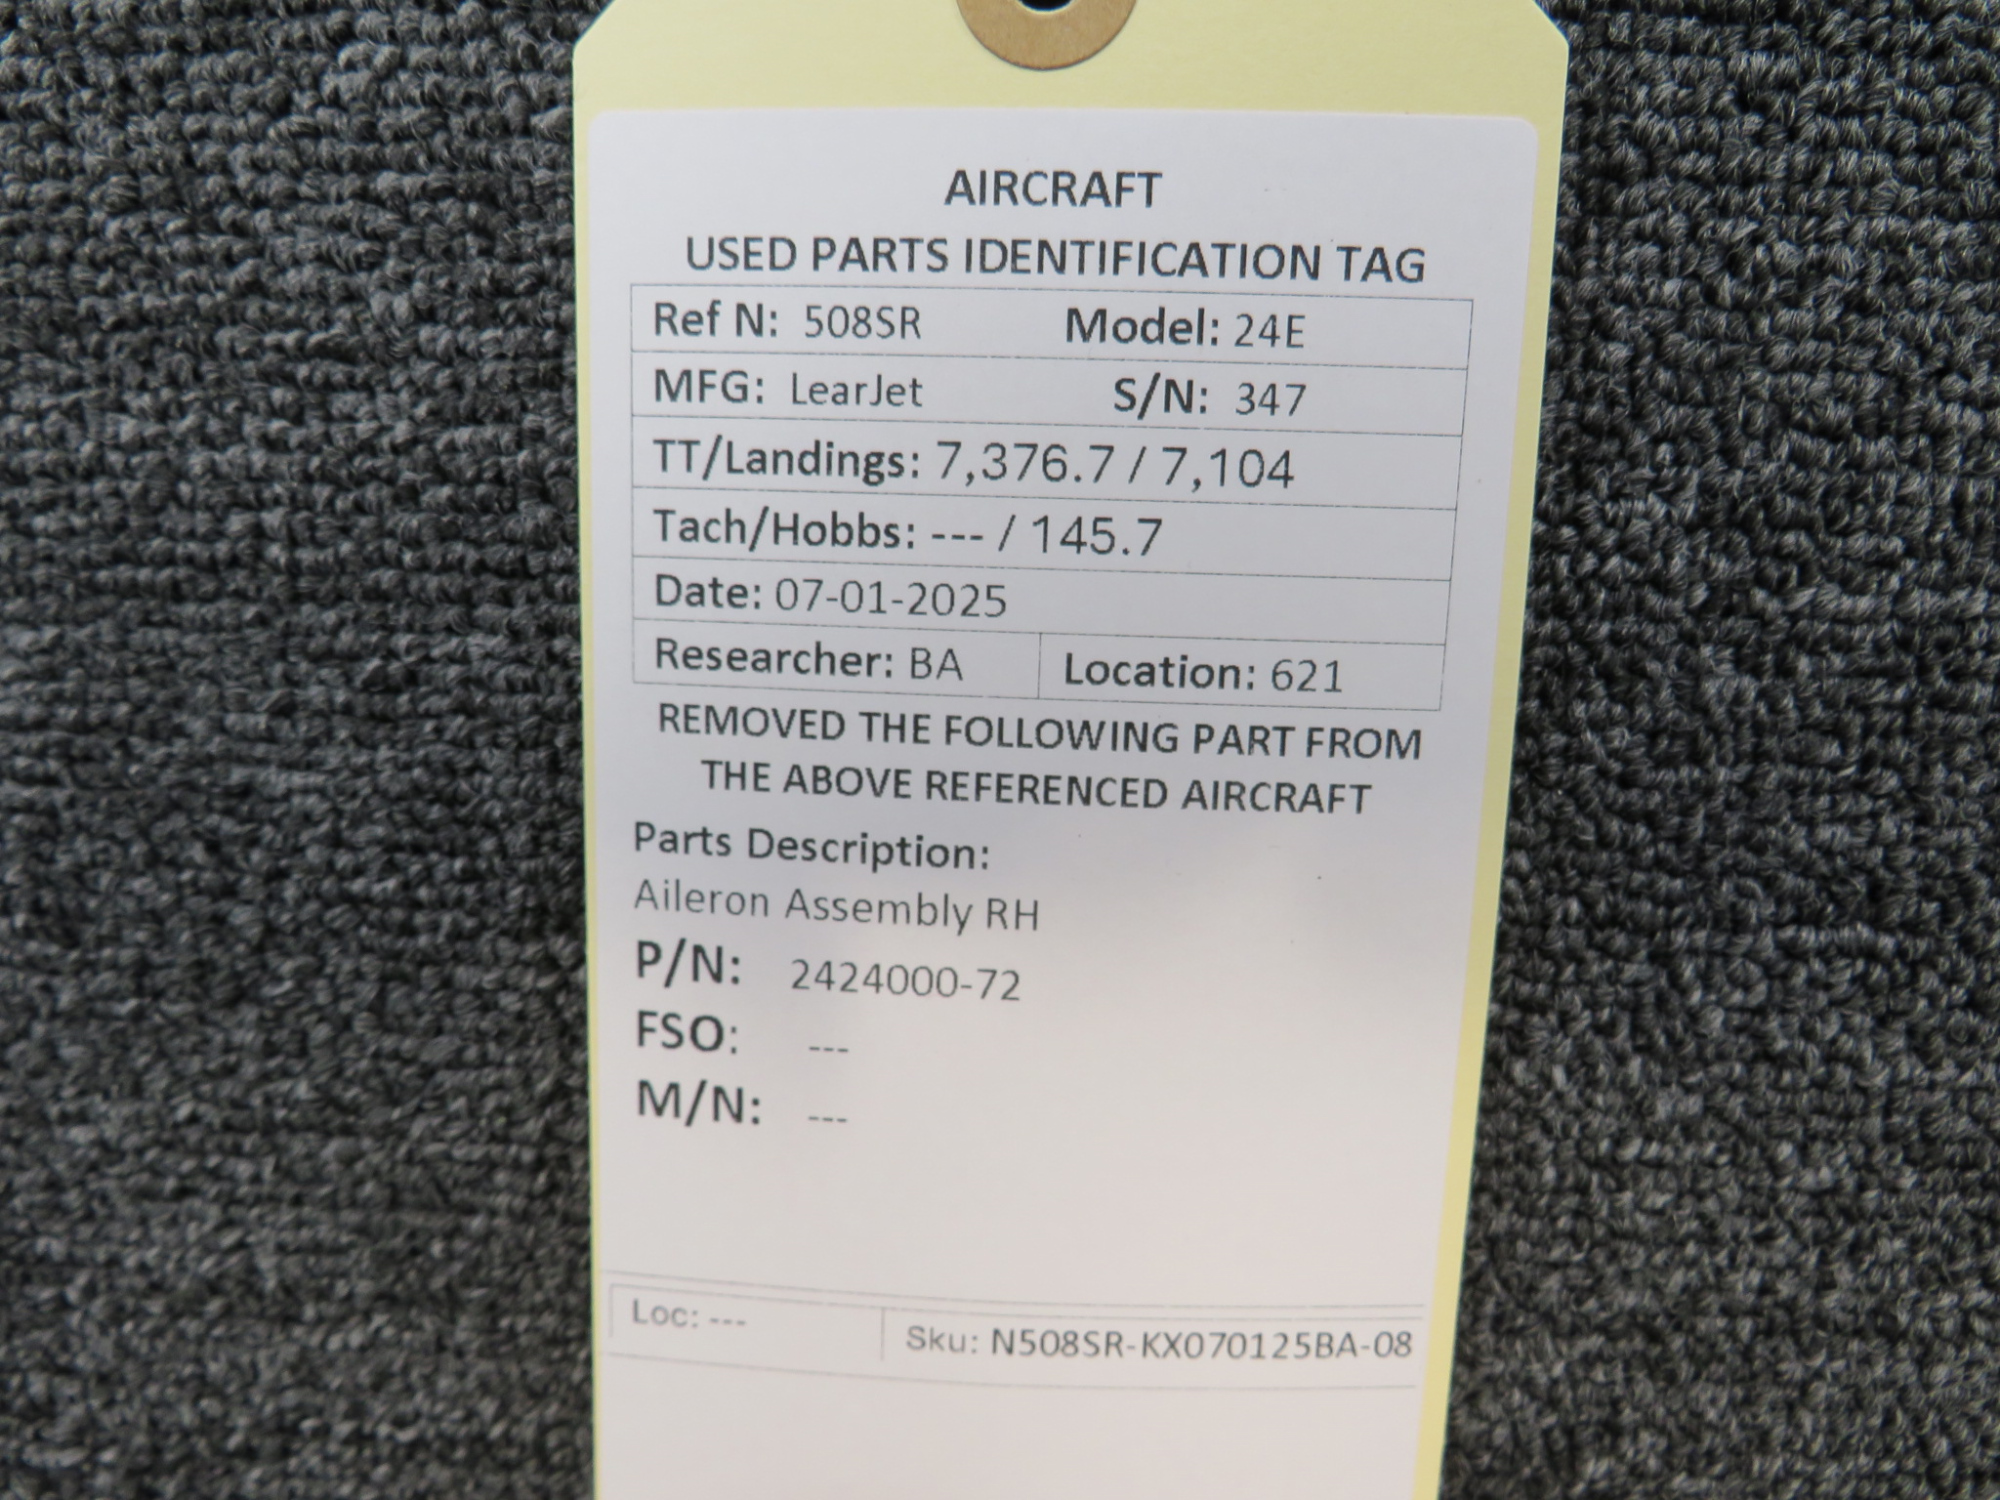 AIRCRAFT
USED PARTS IDENTIFICATION TAG
Ref N: 508SR Model: 24E
MFG: LearJet S/N: 347
TT/Landings: 7,376.7 / 7,104
Tach/Hobbs: --- / 145.7
Date: 07-01-2025
Researcher: BA Location: 621
REMOVED THE FOLLOWING PART FROM
THE ABOVE REFERENCED AIRCRAFT
Parts Description:
Aileron Assembly RH
P/N: 2424000-72
FSO: ---
M/N: ---
Loc: --- Sku: N508SR-KX070125BA-08